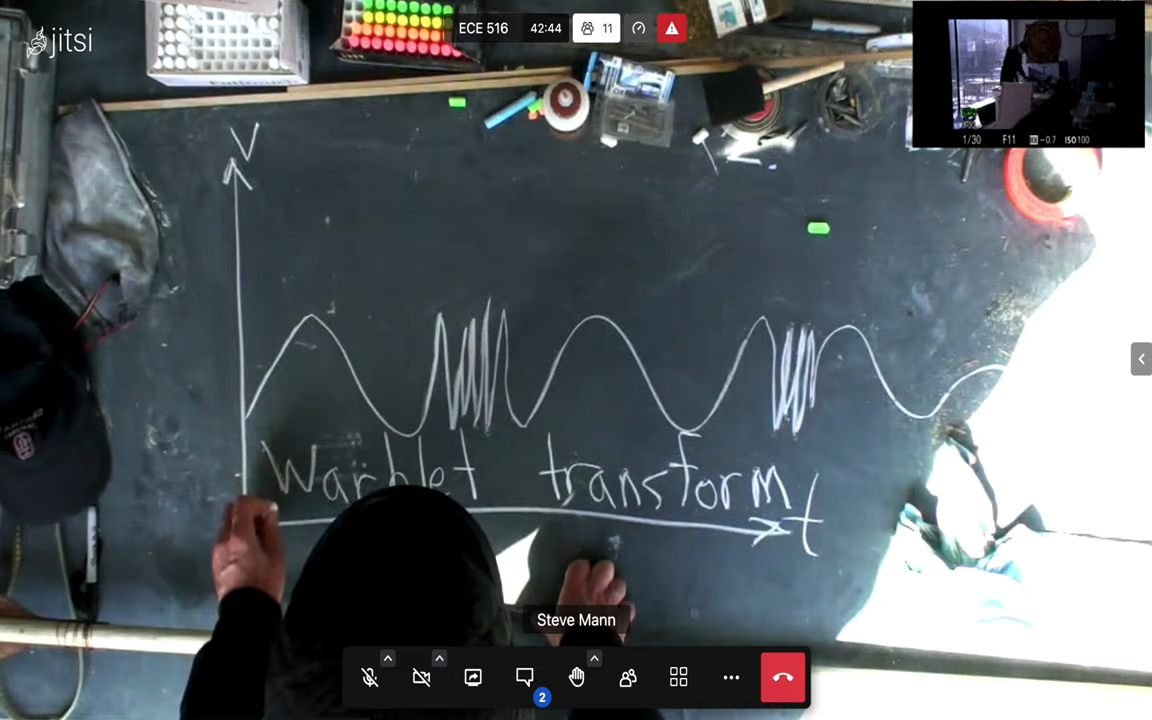 jitsi
ECE 516
42:44
11
1/30 F11 -0.7 ISO100
V
Warblet transform
t
Steve Mann
2